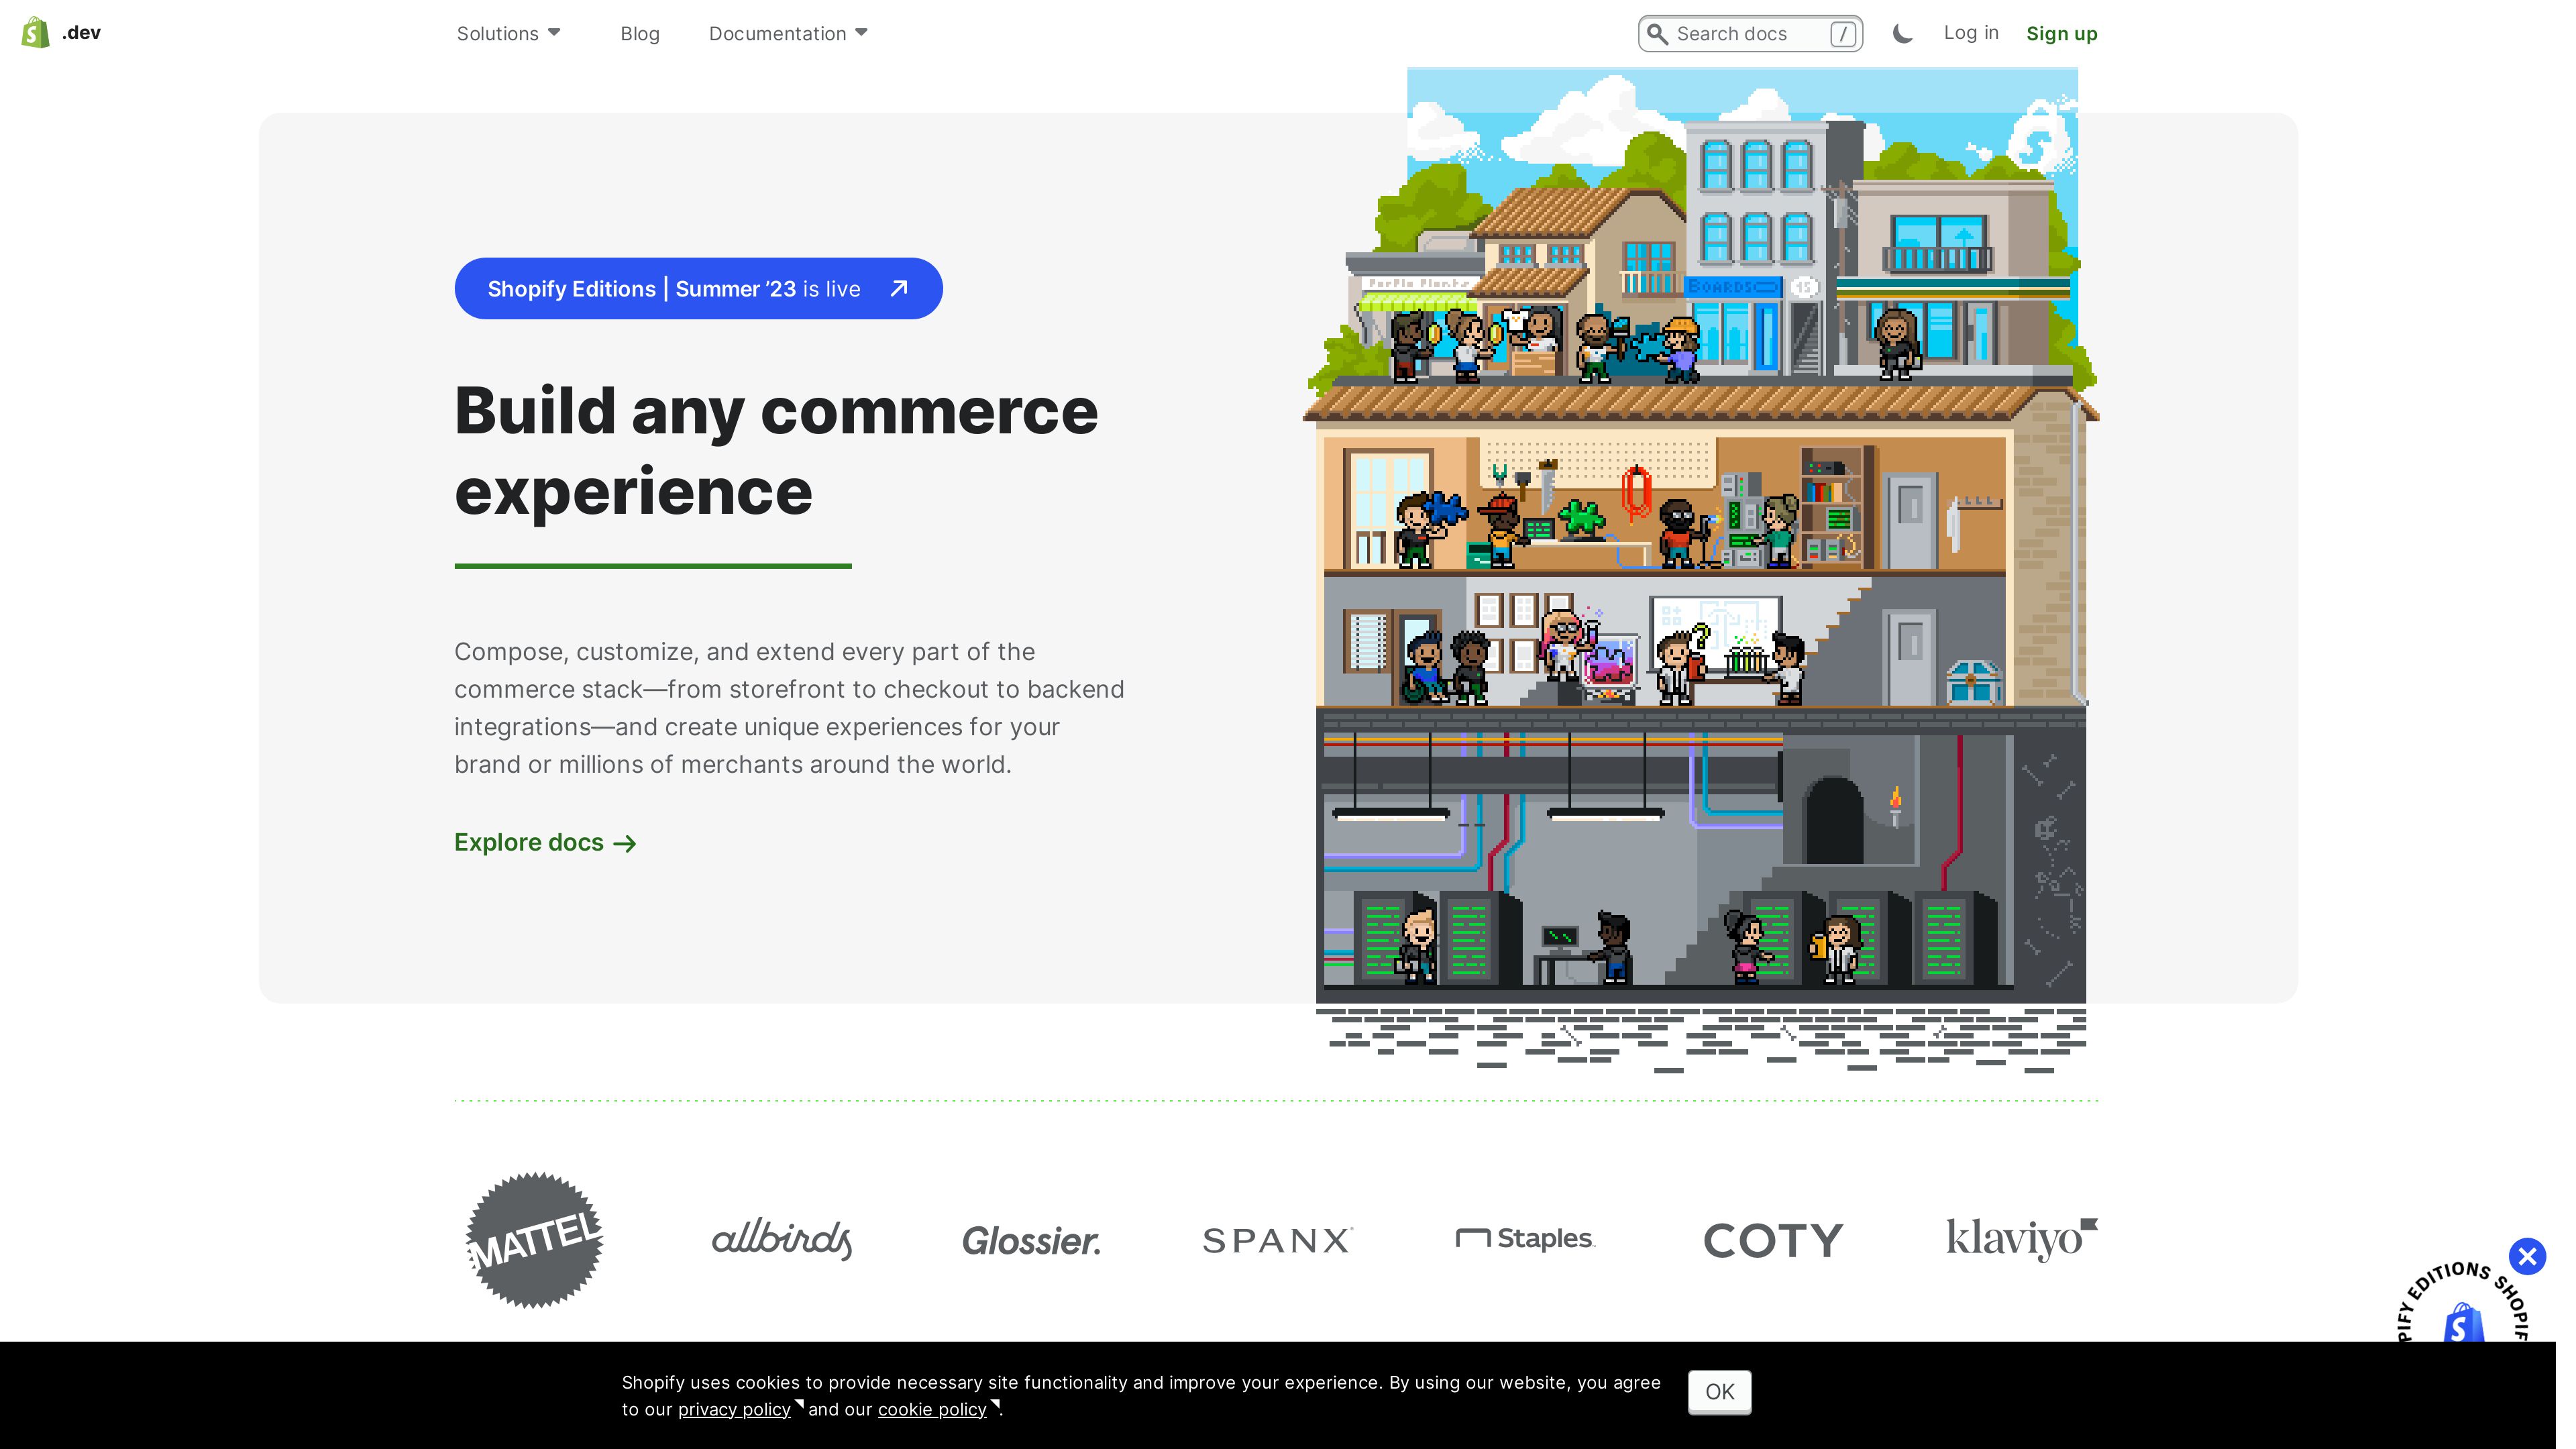 .dev
Solutions
Blog
Documentation
Search docs
/
Log in
Sign up
Shopify Editions | Summer ’23 is live
Build any commerce
experience
Compose, customize, and extend every part of the
commerce stack—from storefront to checkout to backend
integrations—and create unique experiences for your
brand or millions of merchants around the world.
Explore docs
Purple Plants
BOARDS
15
?
MATTEL
allbirds
Glossier.
SPANX
Staples
COTY
klaviyo
PIFY EDITIONS SHOPIF
S
Shopify uses cookies to provide necessary site functionality and improve your experience. By using our website, you agree
to our privacy policy and our cookie policy.
OK